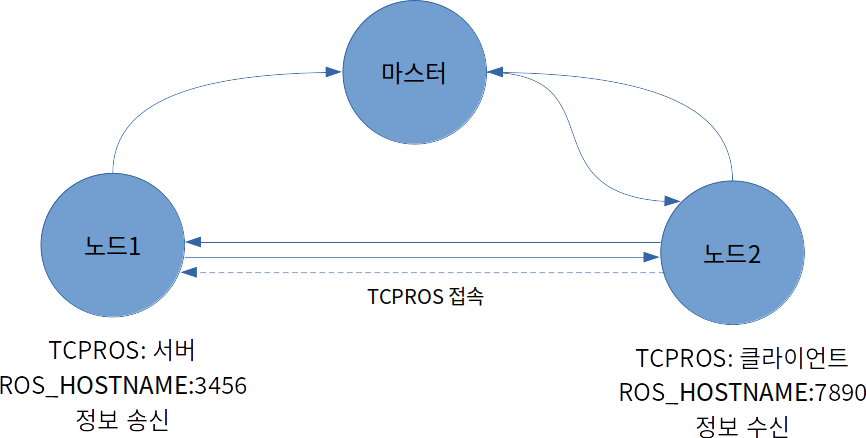 마스터
노드1
노드2
TCPROS 접속
TCPROS: 서버
ROS_HOSTNAME:3456
정보 송신
TCPROS: 클라이언트
ROS_HOSTNAME:7890
정보 수신